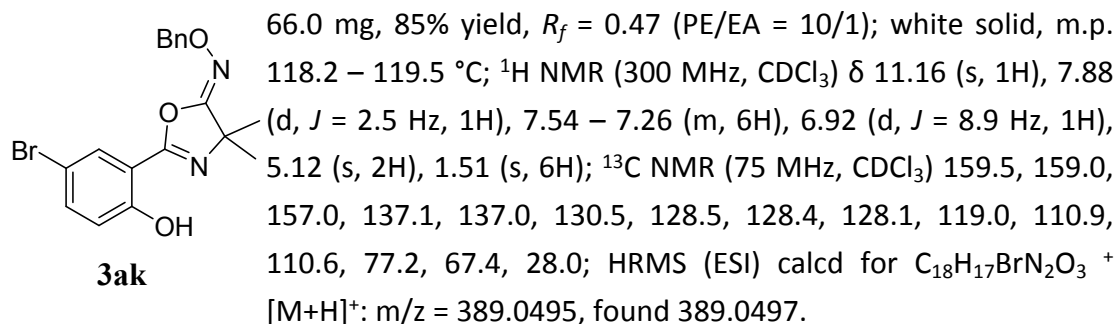 66.0 mg, 85% yield, Rf = 0.47 (PE/EA = 10/1); white solid, m.p.
118.2 – 119.5 °C; ¹H NMR (300 MHz, CDCl₃) δ 11.16 (s, 1H), 7.88
(d, J = 2.5 Hz, 1H), 7.54 – 7.26 (m, 6H), 6.92 (d, J = 8.9 Hz, 1H),
5.12 (s, 2H), 1.51 (s, 6H); ¹³C NMR (75 MHz, CDCl₃) 159.5, 159.0,
157.0, 137.1, 137.0, 130.5, 128.5, 128.4, 128.1, 119.0, 110.9,
110.6, 77.2, 67.4, 28.0; HRMS (ESI) calcd for C₁₈H₁₇BrN₂O₃ ⁺
[M+H]⁺: m/z = 389.0495, found 389.0497.
BnO
N
O
Br
N
OH
3ak